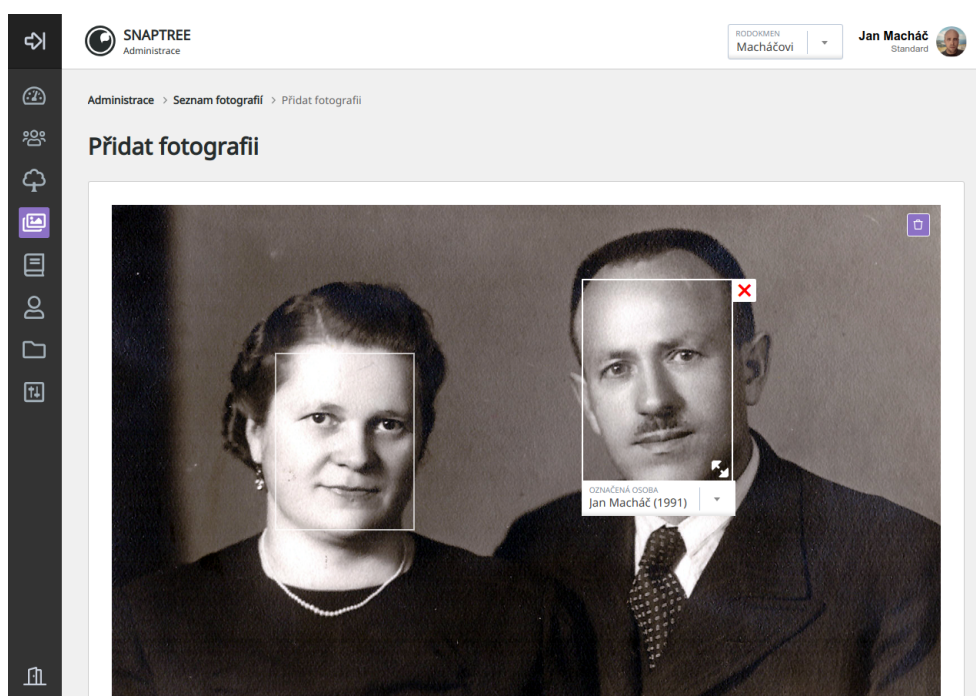 SNAPTREE
Administrace
RODOKMEN
Macháčovi
Jan Macháč
Standard
Administrace > Seznam fotografií > Přidat fotografii
Přidat fotografii
OZNAČENÁ OSOBA
Jan Macháč (1991)